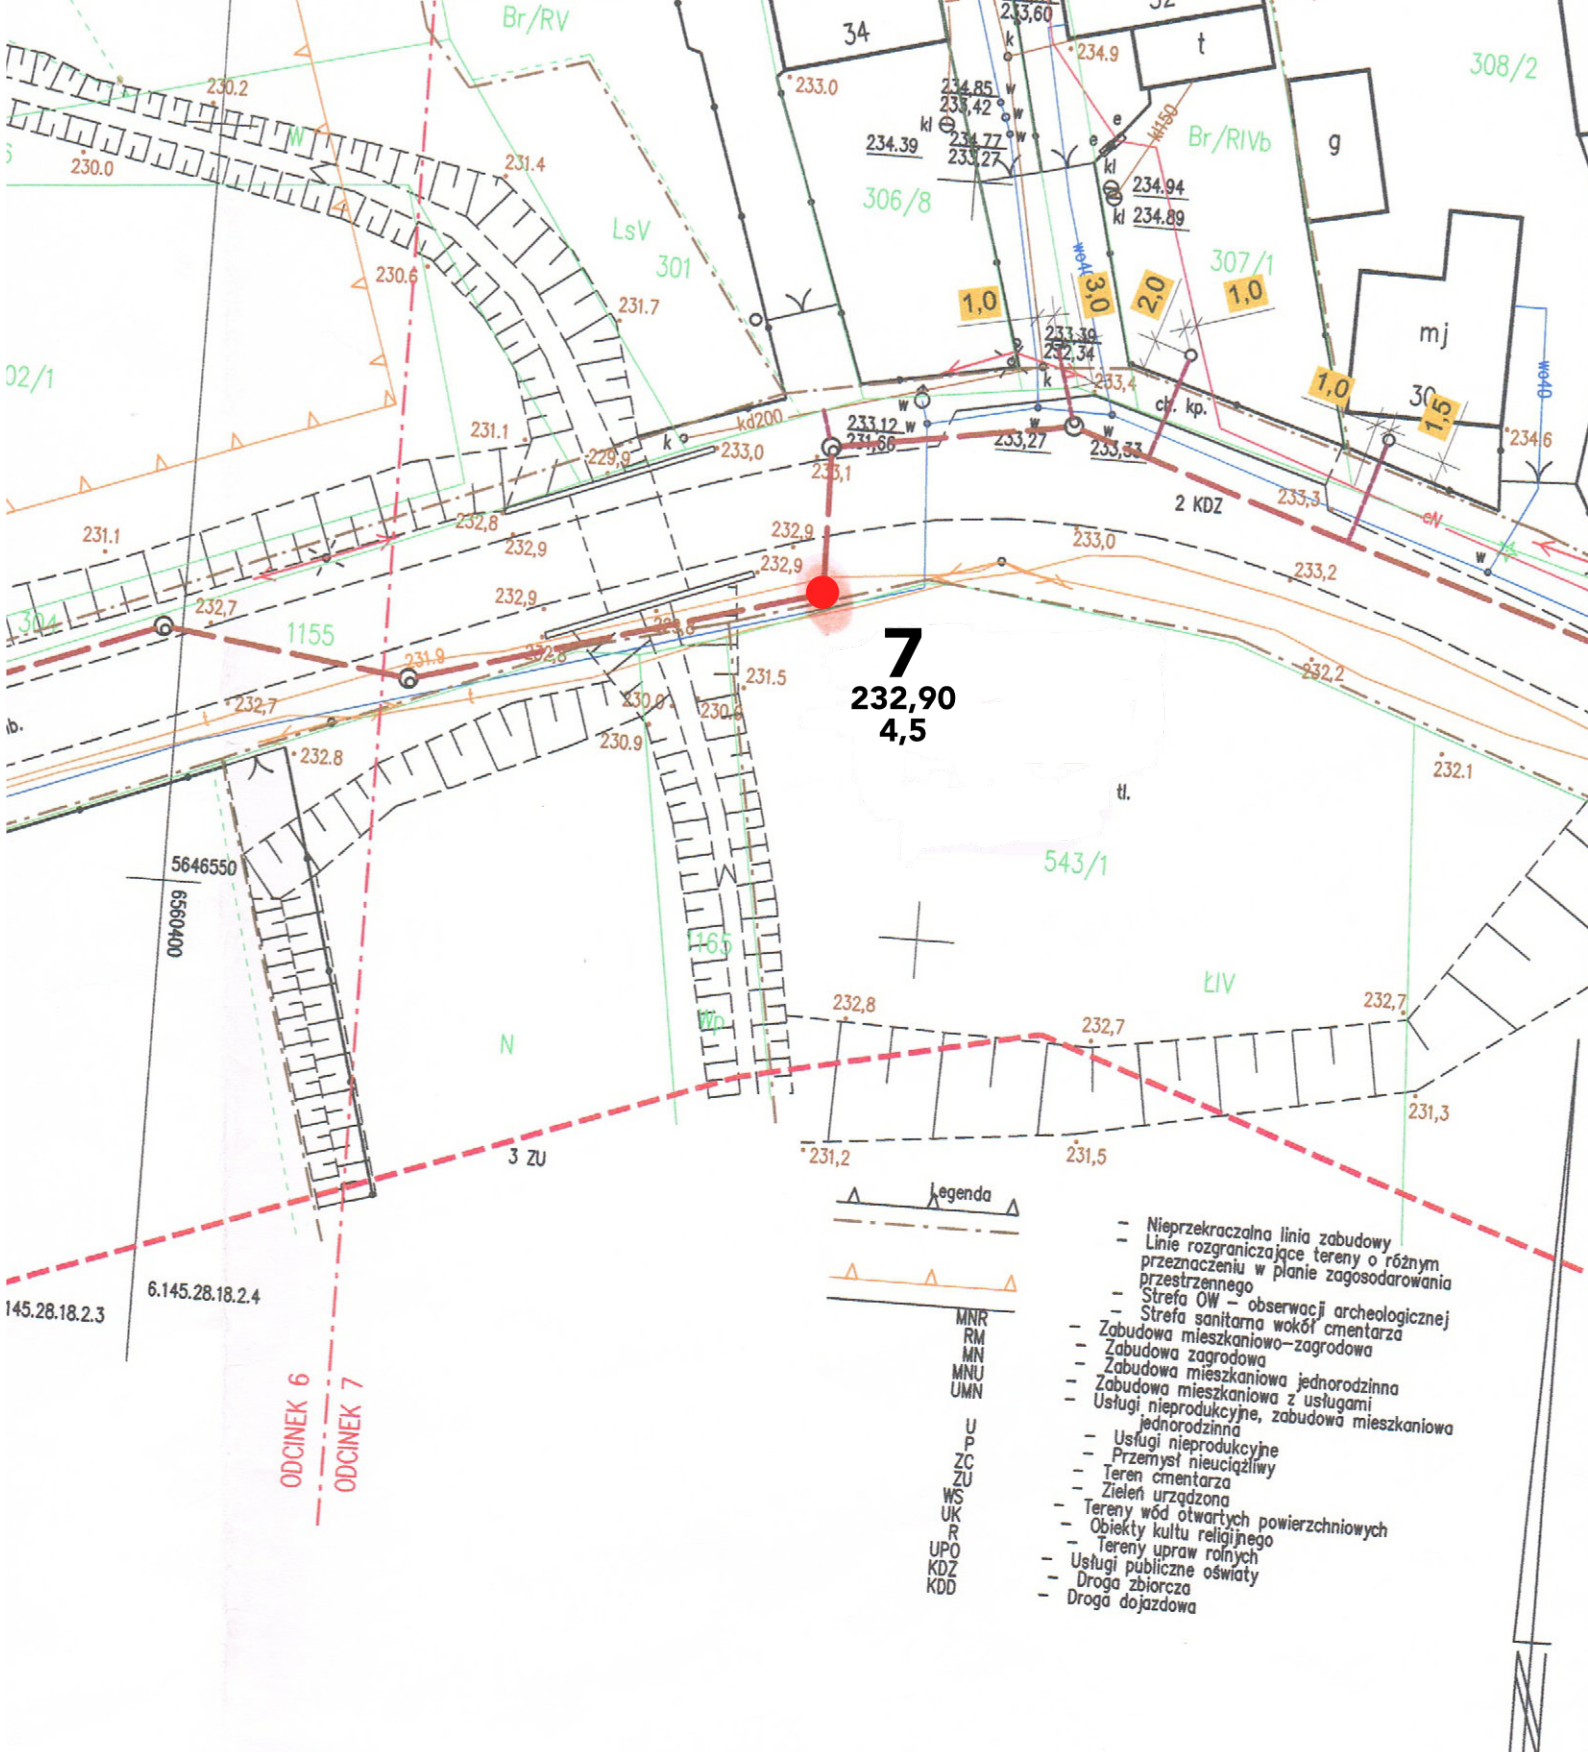 Br/RV
34
233,60
k
234.9
t
308/2
230.2
233.0
234,85
233,42
w
w
w
kl
234,77
233,27
234.39
e
e
kl150
Br/RIVb
g
W
230.0
231.4
kl
234.94
kl 234.89
306/8
LsV
301
307/1
230.6
231.7
wo40
1,0
3,0
2,0
1,0
mj
02/1
233,39
232,34
233,4
k
1,0
1,5
wo40
ch. kp.
kd200
w
233,12
231,66
w
w
w
233,27
233,33
231.1
k
229,9
233,0
233,1
234.6
233,3
eN
2 KDZ
232,8
232,9
232,9
233,0
231.1
232,9
232,9
233,2
w
304
232,7
1155
231.9
232,8
7
232,90
4,5
231.5
232,2
232,7
t
t
230.9
232.8
232.1
tl.
543/1
5646550
6560400
1165
ŁIV
Wp
N
232,8
232,7
232,7
231,3
231,2
231,5
3 ZU
145.28.18.2.3
6.145.28.18.2.4
ODCINEK 6
ODCINEK 7
Legenda
– Nieprzekraczalna linia zabudowy
– Linie rozgraniczające tereny o różnym
przeznaczeniu w planie zagosodarowania
przestrzennego
– Strefa OW – obserwacji archeologicznej
– Strefa sanitarna wokół cmentarza
MNR – Zabudowa mieszkaniowo–zagrodowa
RM – Zabudowa zagrodowa
MN – Zabudowa mieszkaniowa jednorodzinna
MNU – Zabudowa mieszkaniowa z usługami
UMN – Usługi nieprodukcyjne, zabudowa mieszkaniowa
jednorodzinna
U – Usługi nieprodukcyjne
P – Przemysł nieuciążliwy
ZC – Teren cmentarza
ZU – Zieleń urządzona
WS – Tereny wód otwartych powierzchniowych
UK – Obiekty kultu religijnego
R – Tereny upraw rolnych
UPO – Usługi publiczne oświaty
KDZ – Droga zbiorcza
KDD – Droga dojazdowa